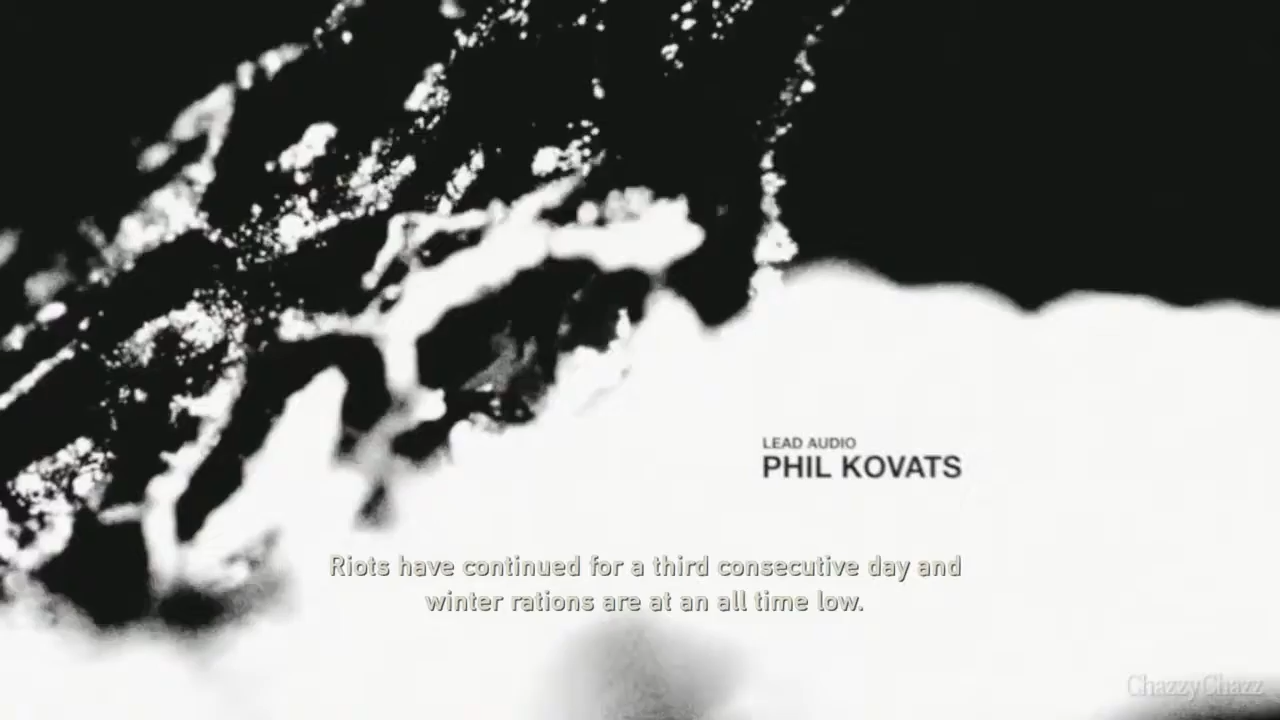 LEAD AUDIO
PHIL KOVATS
Riots have continued for a third consecutive day and
winter rations are at an all time low.
ChazzyChazz